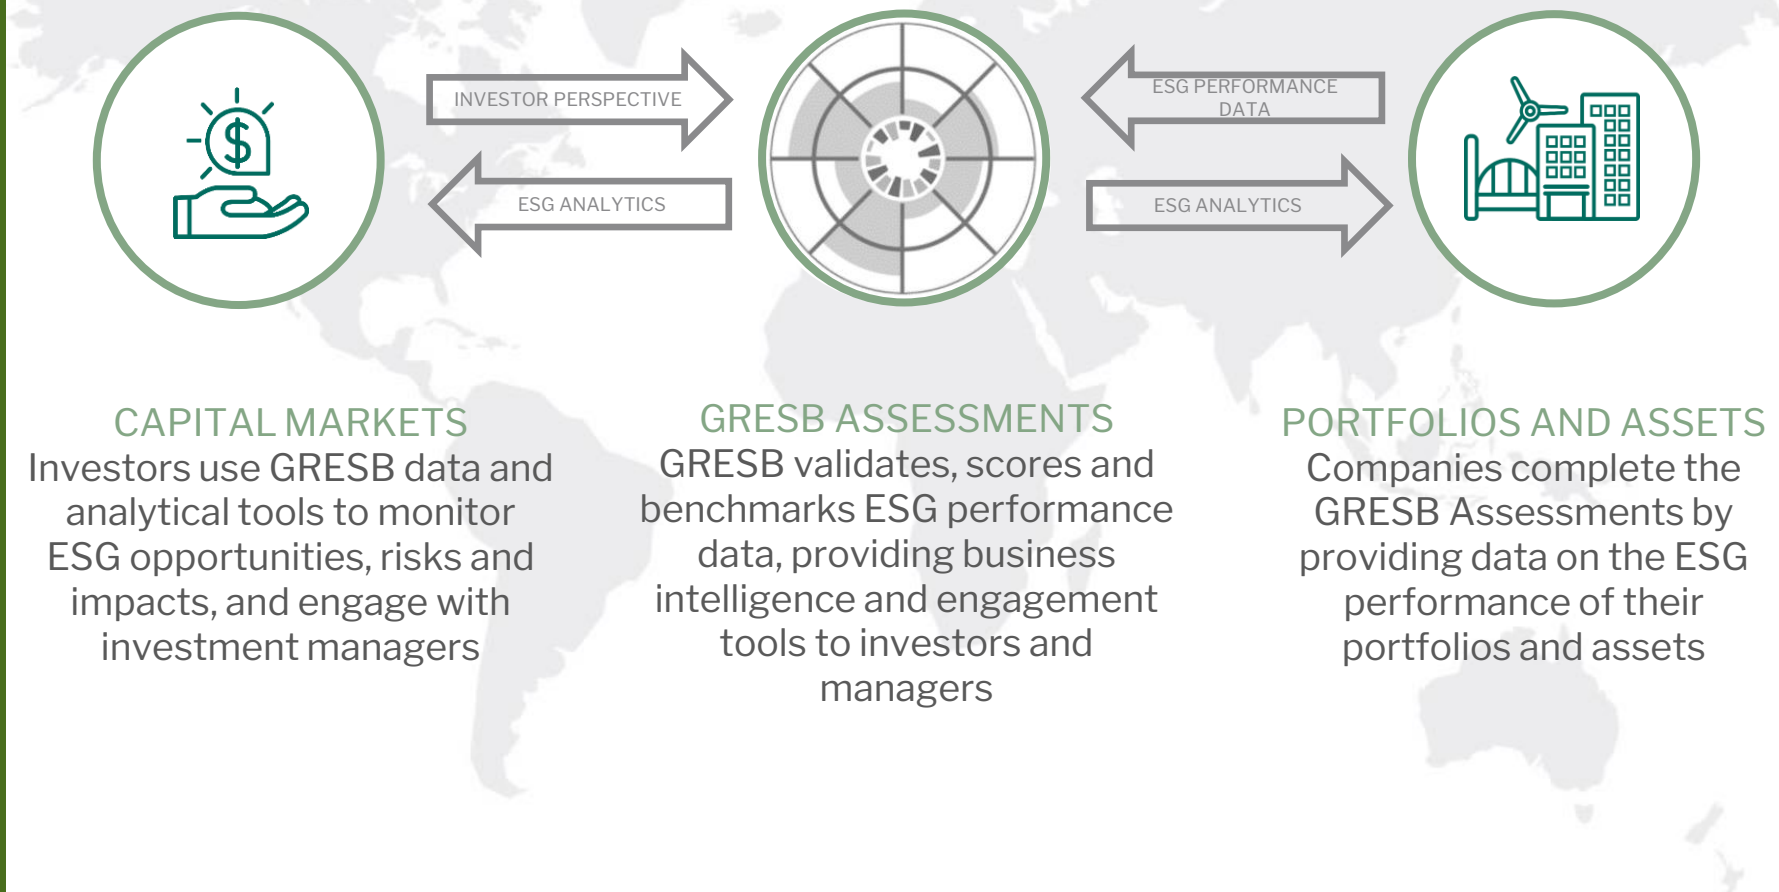 INVESTOR PERSPECTIVE
ESG ANALYTICS
ESG PERFORMANCE
DATA
ESG ANALYTICS
CAPITAL MARKETS
Investors use GRESB data and
analytical tools to monitor
ESG opportunities, risks and
impacts, and engage with
investment managers
GRESB ASSESSMENTS
GRESB validates, scores and
benchmarks ESG performance
data, providing business
intelligence and engagement
tools to investors and
managers
PORTFOLIOS AND ASSETS
Companies complete the
GRESB Assessments by
providing data on the ESG
performance of their
portfolios and assets